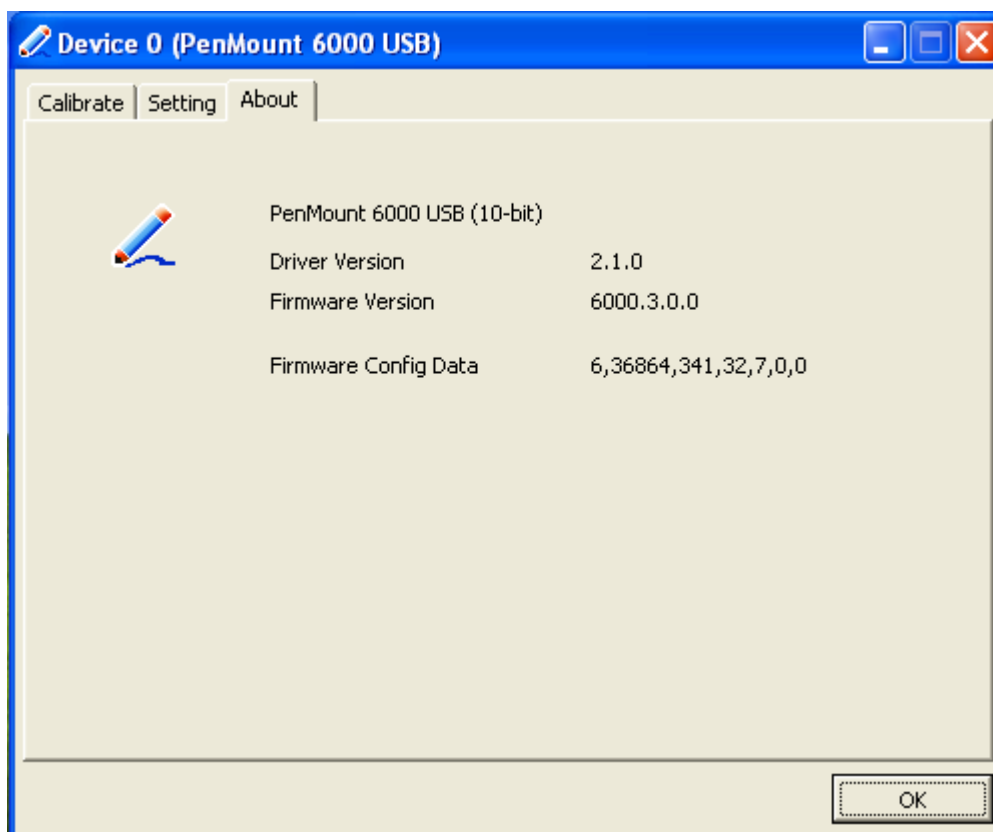 Device 0 (PenMount 6000 USB)
Calibrate Setting About
PenMount 6000 USB (10-bit)
Driver Version 2.1.0
Firmware Version 6000.3.0.0
Firmware Config Data 6,36864,341,32,7,0,0
OK